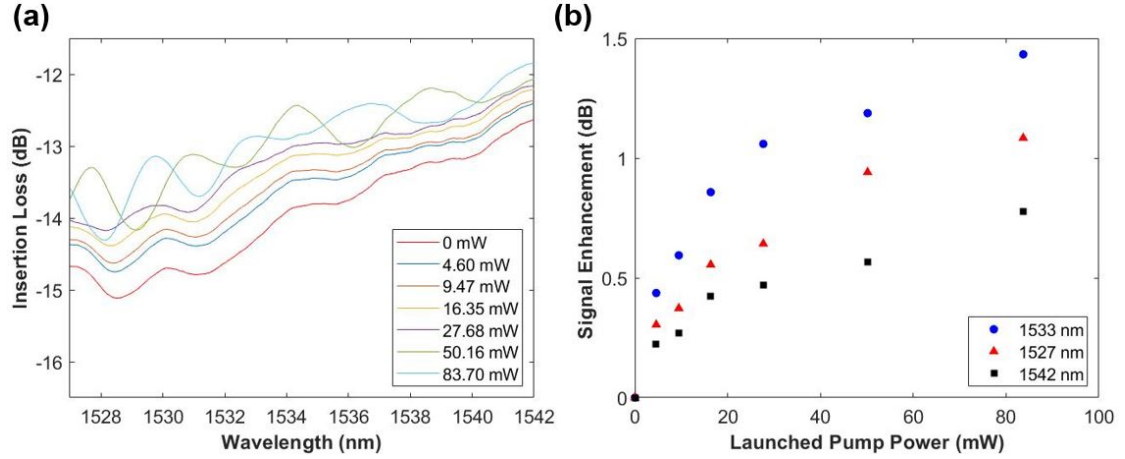 (a)
-12
-13
-14
-15
-16
Insertion Loss (dB)
0 mW
4.60 mW
9.47 mW
16.35 mW
27.68 mW
50.16 mW
83.70 mW
1528 1530 1532 1534 1536 1538 1540 1542
Wavelength (nm)
(b)
1.5
1
0.5
0
Signal Enhancement (dB)
1533 nm
1527 nm
1542 nm
0 20 40 60 80 100
Launched Pump Power (mW)